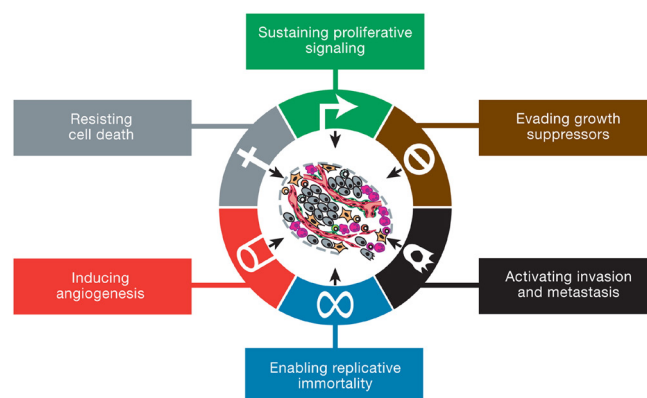 Sustaining proliferative
signaling
Resisting
cell death
Evading growth
suppressors
Inducing
angiogenesis
Activating invasion
and metastasis
Enabling replicative
immortality